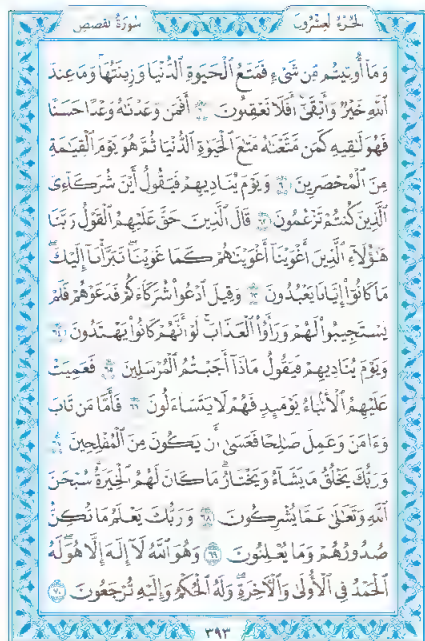 الجزء العشرون
سورة القصص
وَمَا أُوتِيتُم مِّن شَىْءٍ فَمَتَٰعُ ٱلْحَيَوٰةِ ٱلدُّنْيَا وَزِينَتُهَا وَمَا عِندَ
ٱللَّهِ خَيْرٌ وَأَبْقَىٰٓ أَفَلَا تَعْقِلُونَ ٦٠ أَفَمَن وَعَدْنَٰهُ وَعْدًا حَسَنًا
فَهُوَ لَٰقِيهِ كَمَن مَّتَّعْنَٰهُ مَتَٰعَ ٱلْحَيَوٰةِ ٱلدُّنْيَا ثُمَّ هُوَ يَوْمَ ٱلْقِيَٰمَةِ
مِنَ ٱلْمُحْضَرِينَ ٦١ وَيَوْمَ يُنَادِيهِمْ فَيَقُولُ أَيْنَ شُرَكَآءِىَ
ٱلَّذِينَ كُنتُمْ تَزْعُمُونَ ٦٢ قَالَ ٱلَّذِينَ حَقَّ عَلَيْهِمُ ٱلْقَوْلُ رَبَّنَا
هَٰٓؤُلَآءِ ٱلَّذِينَ أَغْوَيْنَآ أَغْوَيْنَٰهُمْ كَمَا غَوَيْنَا تَبَرَّأْنَآ إِلَيْكَ
مَا كَانُوٓا۟ إِيَّانَا يَعْبُدُونَ ٦٣ وَقِيلَ ٱدْعُوا۟ شُرَكَآءَكُمْ فَدَعَوْهُمْ فَلَمْ
يَسْتَجِيبُوا۟ لَهُمْ وَرَأَوُا۟ ٱلْعَذَابَ لَوْ أَنَّهُمْ كَانُوا۟ يَهْتَدُونَ ٦٤
وَيَوْمَ يُنَادِيهِمْ فَيَقُولُ مَاذَآ أَجَبْتُمُ ٱلْمُرْسَلِينَ ٦٥ فَعَمِيَتْ
عَلَيْهِمُ ٱلْأَنۢبَآءُ يَوْمَئِذٍ فَهُمْ لَا يَتَسَآءَلُونَ ٦٦ فَأَمَّا مَن تَابَ
وَءَامَنَ وَعَمِلَ صَٰلِحًا فَعَسَىٰٓ أَن يَكُونَ مِنَ ٱلْمُفْلِحِينَ ٦٧
وَرَبُّكَ يَخْلُقُ مَا يَشَآءُ وَيَخْتَارُ مَا كَانَ لَهُمُ ٱلْخِيَرَةُ سُبْحَٰنَ
ٱللَّهِ وَتَعَٰلَىٰ عَمَّا يُشْرِكُونَ ٦٨ وَرَبُّكَ يَعْلَمُ مَا تُكِنُّ
صُدُورُهُمْ وَمَا يُعْلِنُونَ ٦٩ وَهُوَ ٱللَّهُ لَآ إِلَٰهَ إِلَّا هُوَ لَهُ
ٱلْحَمْدُ فِى ٱلْأُولَىٰ وَٱلْءَاخِرَةِ وَلَهُ ٱلْحُكْمُ وَإِلَيْهِ تُرْجَعُونَ ٧٠
٣٩٣